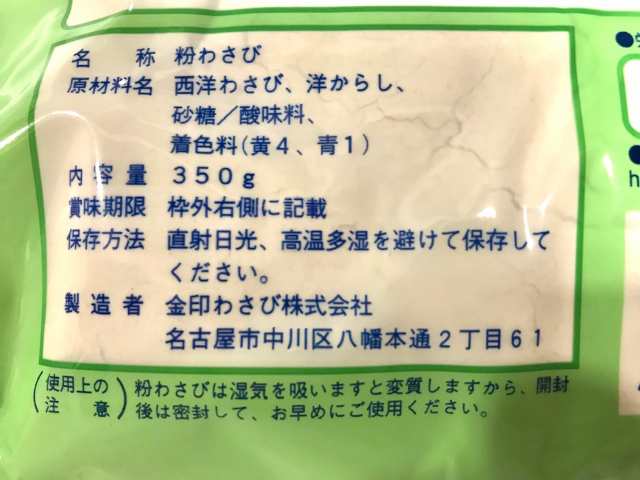 名称 粉わさび
原材料名 西洋わさび、洋からし、
砂糖／酸味料、
着色料(黄4、青1)
内容量 350g
賞味期限 枠外右側に記載
保存方法 直射日光、高温多湿を避けて保存して
ください。
製造者 金印わさび株式会社
名古屋市中川区八幡本通2丁目61
(使用上の注意) 粉わさびは湿気を吸いますと変質しますから、開封
後は密封して、お早めにご使用ください。